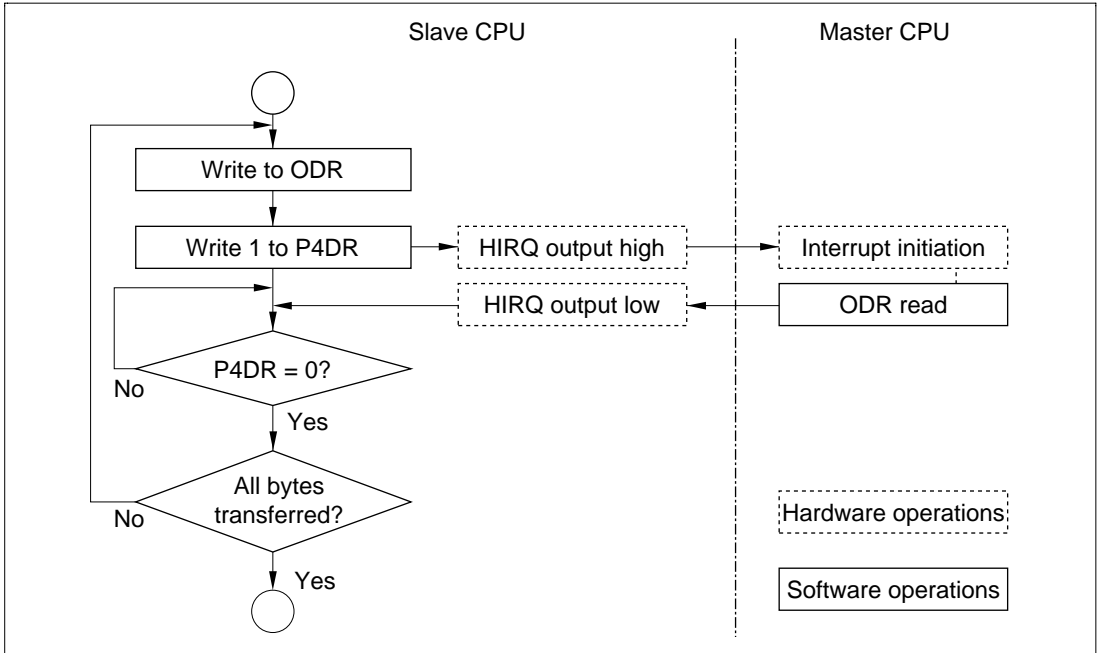 Slave CPU
Master CPU
Write to ODR
Write 1 to P4DR
HIRQ output high
Interrupt initiation
HIRQ output low
ODR read
P4DR = 0?
No
Yes
All bytes
transferred?
No
Yes
Hardware operations
Software operations